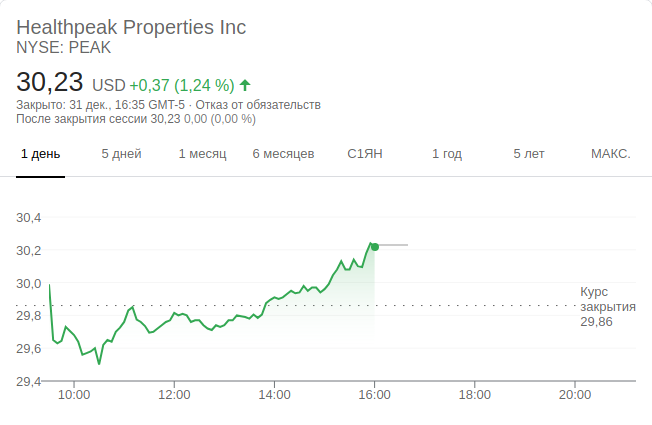 Healthpeak Properties Inc
NYSE: PEAK
30,23 USD +0,37 (1,24 %)
Закрыто: 31 дек., 16:35 GMT-5 · Отказ от обязательств
После закрытия сессии 30,23 0,00 (0,00 %)
1 день 5 дней 1 месяц 6 месяцев С1ЯН 1 год 5 лет МАКС.
30,4
30,2
30,0
29,8
29,6
29,4
Курс
закрытия
29,86
10:00 12:00 14:00 16:00 18:00 20:00